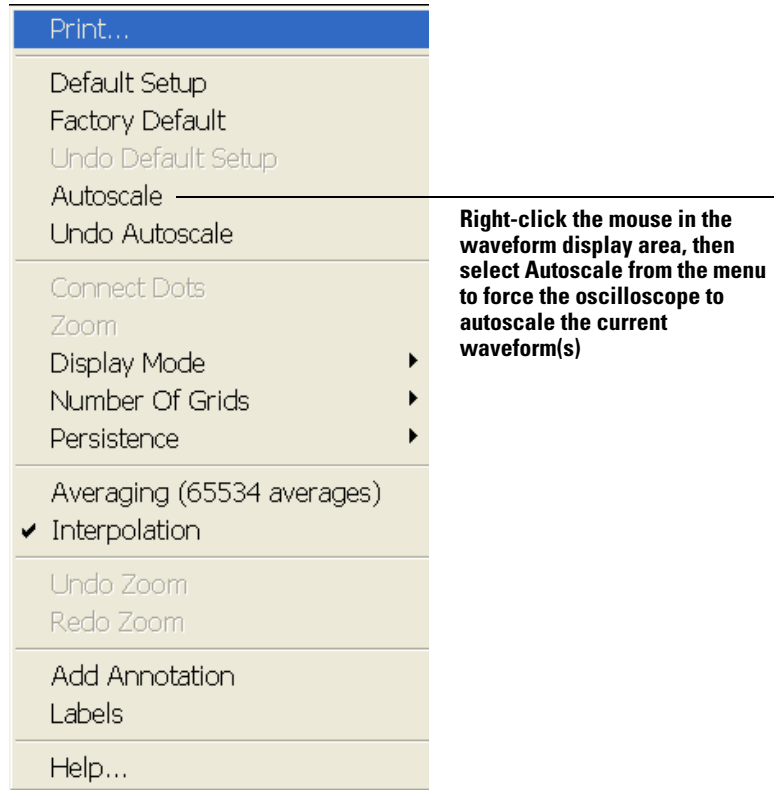 Print...
Default Setup
Factory Default
Undo Default Setup
Autoscale
Undo Autoscale
Connect Dots
Zoom
Display Mode
Number Of Grids
Persistence
Averaging (65534 averages)
Interpolation
Undo Zoom
Redo Zoom
Add Annotation
Labels
Help...
Right-click the mouse in the
waveform display area, then
select Autoscale from the menu
to force the oscilloscope to
autoscale the current
waveform(s)